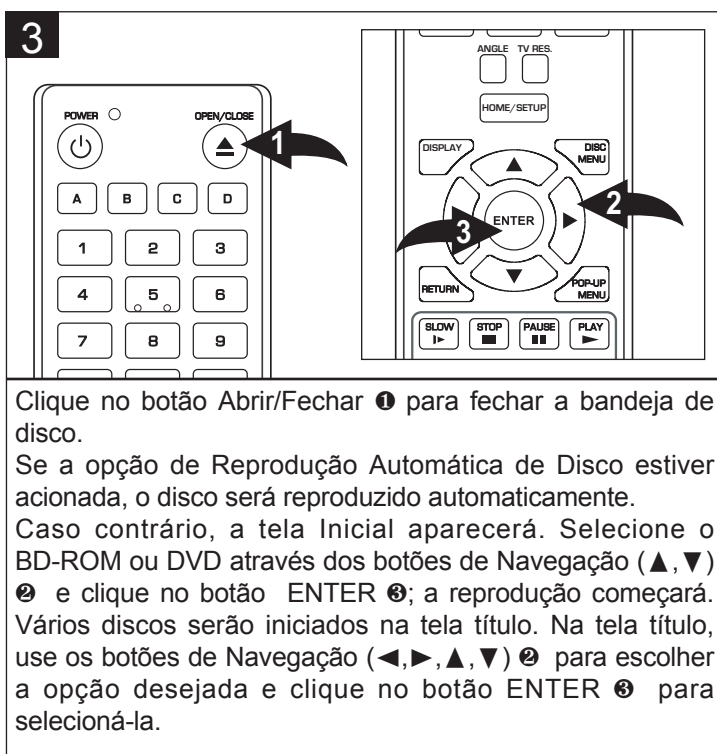 3
POWER
OPEN/CLOSE
1
A B C D
1 2 3
4 5 6
7 8 9
ANGLE TV RES.
HOME/SETUP
DISPLAY
DISC
MENU
2
ENTER
3
RETURN
POP-UP
MENU
SLOW STOP PAUSE PLAY
Clique no botão Abrir/Fechar ❶ para fechar a bandeja de
disco.
Se a opção de Reprodução Automática de Disco estiver
acionada, o disco será reproduzido automaticamente.
Caso contrário, a tela Inicial aparecerá. Selecione o
BD-ROM ou DVD através dos botões de Navegação (▲,▼)
❷ e clique no botão ENTER ❸; a reprodução começará.
Vários discos serão iniciados na tela título. Na tela título,
use os botões de Navegação (◄,►,▲,▼) ❷ para escolher
a opção desejada e clique no botão ENTER ❸ para
selecioná-la.